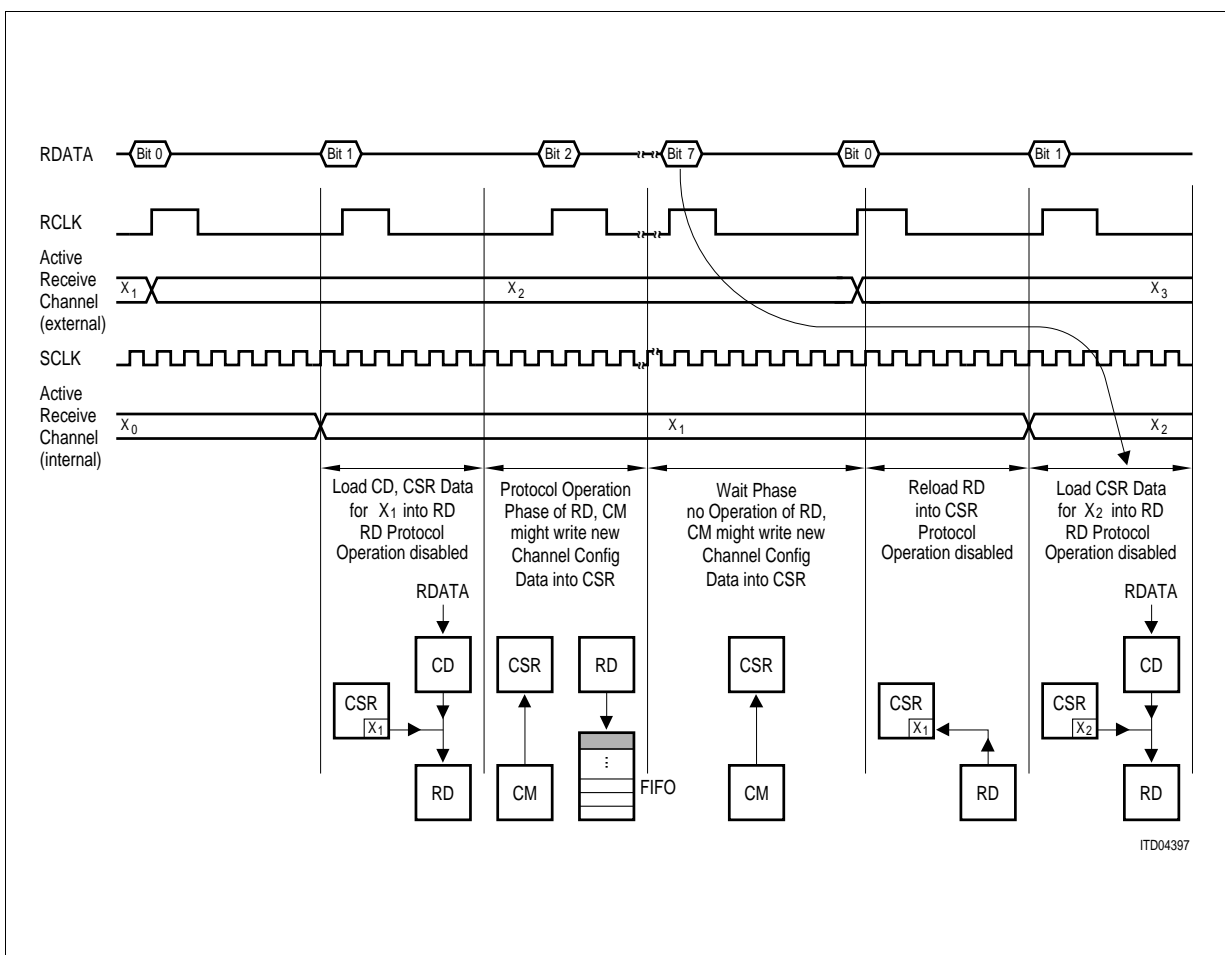 RDATA
Bit 0
Bit 1
Bit 2
Bit 7
Bit 0
Bit 1
RCLK
Active
Receive
Channel
(external)
X1
X2
X3
SCLK
Active
Receive
Channel
(internal)
X0
X1
X2
Load CD, CSR Data
for X1 into RD
RD Protocol
Operation disabled
Protocol Operation
Phase of RD, CM
might write new
Channel Config
Data into CSR
Wait Phase
no Operation of RD,
CM might write new
Channel Config
Data into CSR
Reload RD
into CSR
Protocol
Operation disabled
Load CSR Data
for X2 into RD
RD Protocol
Operation disabled
RDATA
CD
CSR
X1
RD
CSR
CM
RD
FIFO
CSR
CM
CSR
X1
RD
RDATA
CD
CSR
X2
RD
ITD04397